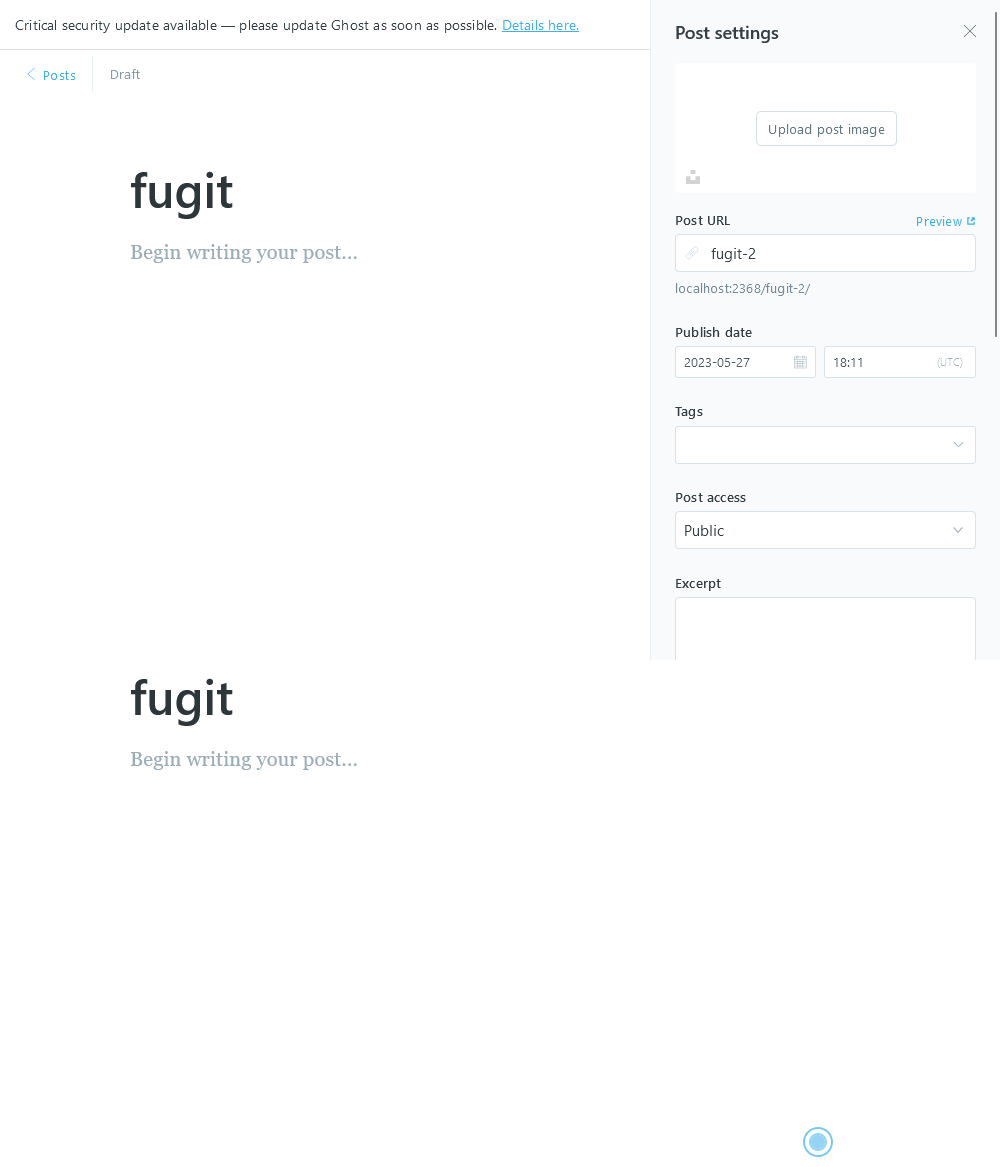 Critical security update available — please update Ghost as soon as possible. Details here.
Posts
Draft
fugit
Begin writing your post...
Post settings
Upload post image
Post URL
Preview
fugit-2
localhost:2368/fugit-2/
Publish date
2023-05-27
18:11
(UTC)
Tags
Post access
Public
Excerpt
fugit
Begin writing your post...